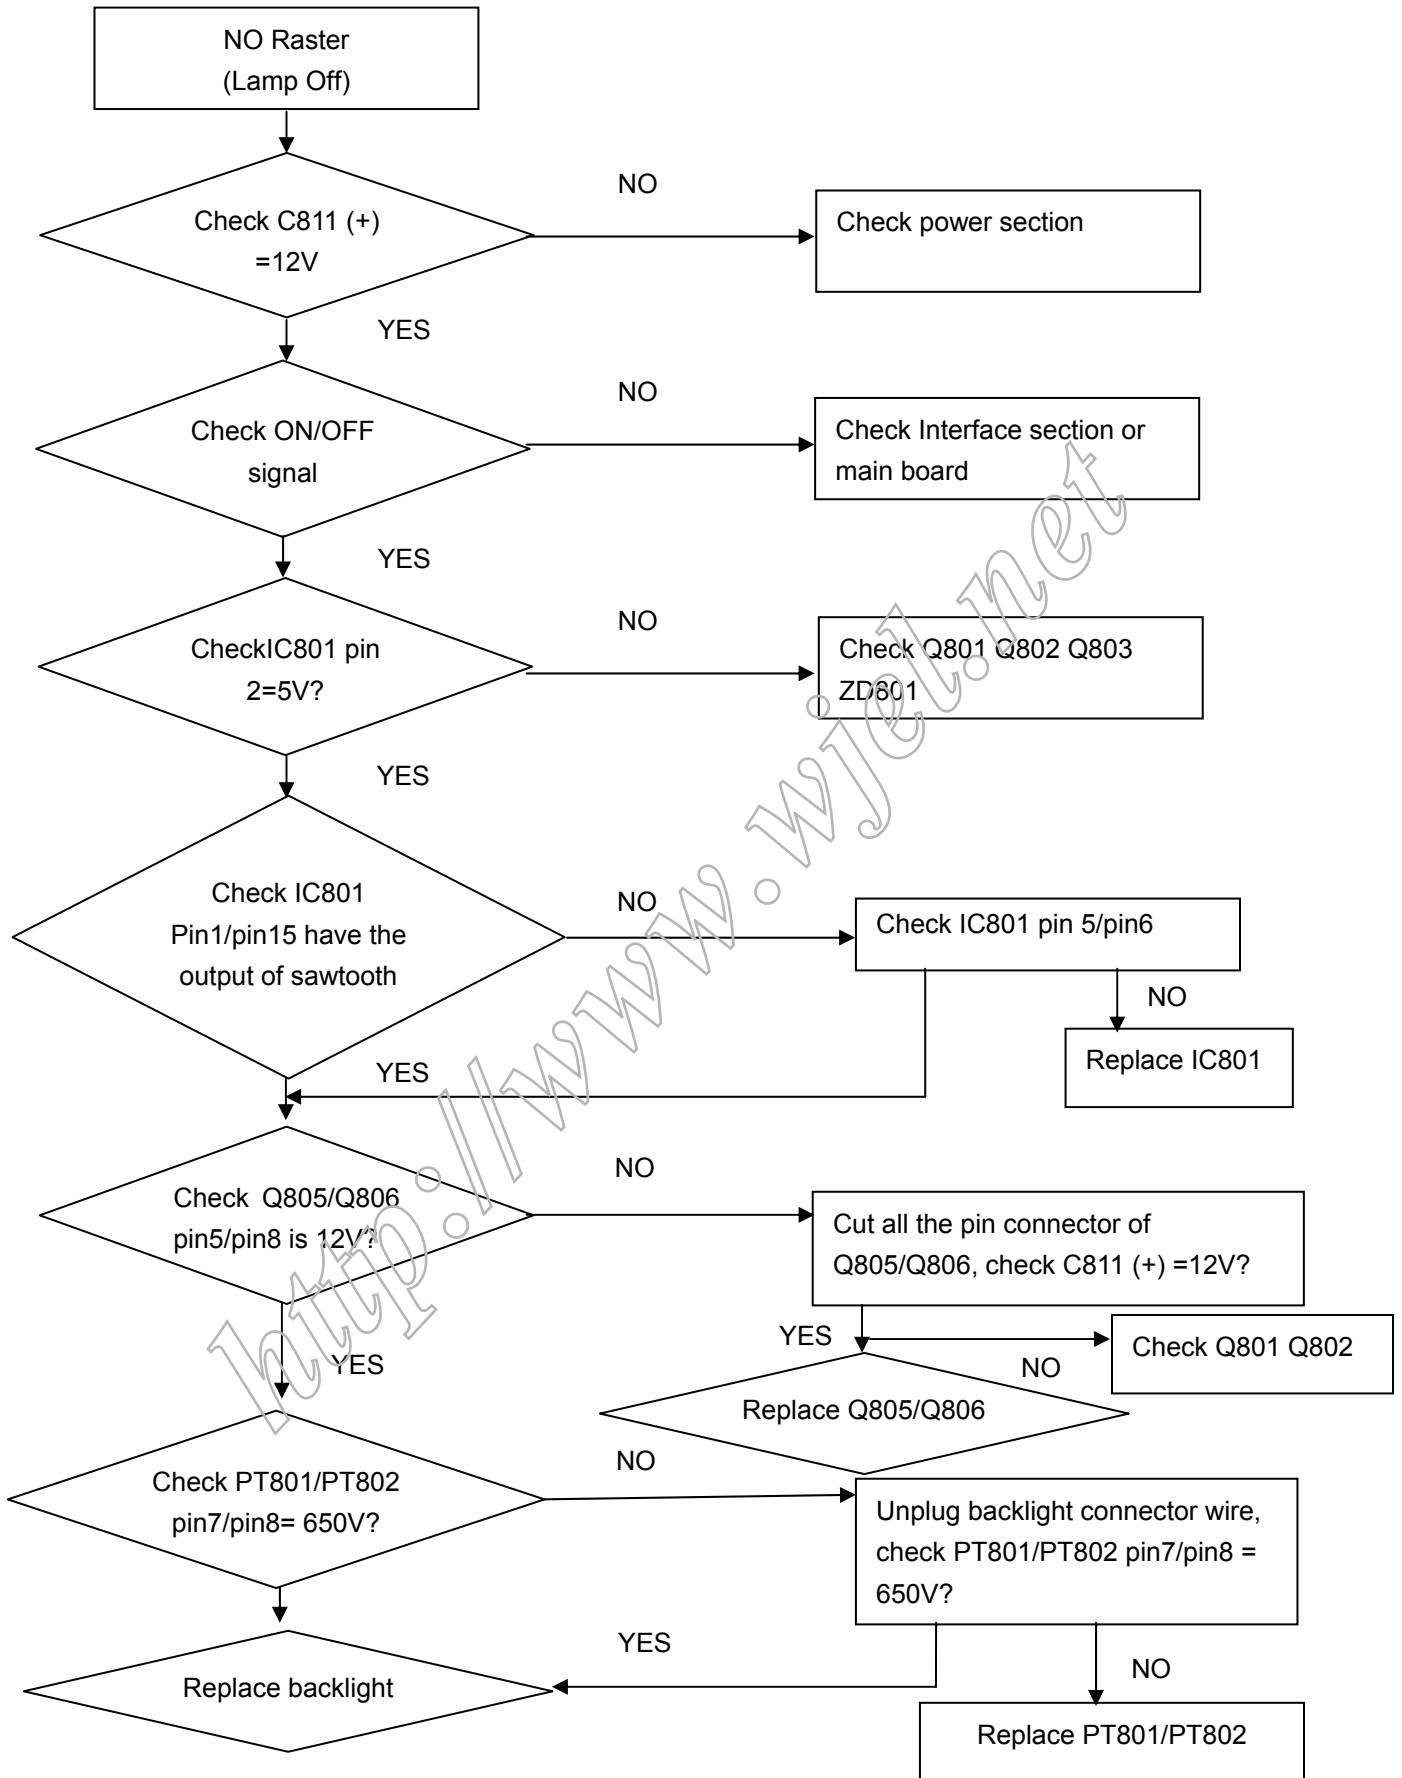 NO Raster
(Lamp Off)
NO
Check C811 (+)
=12V
Check power section
YES
NO
Check ON/OFF
signal
Check Interface section or
main board
YES
NO
CheckIC801 pin
2=5V?
Check Q801 Q802 Q803
ZD801
YES
Check IC801
Pin1/pin15 have the
output of sawtooth
NO
Check IC801 pin 5/pin6
NO
Replace IC801
YES
NO
Check Q805/Q806
pin5/pin8 is 12V?
Cut all the pin connector of
Q805/Q806, check C811 (+) =12V?
YES
NO
Check Q801 Q802
YES
Replace Q805/Q806
NO
Check PT801/PT802
pin7/pin8= 650V?
Unplug backlight connector wire,
check PT801/PT802 pin7/pin8 =
650V?
YES
NO
Replace backlight
Replace PT801/PT802
http://www.wjel.net